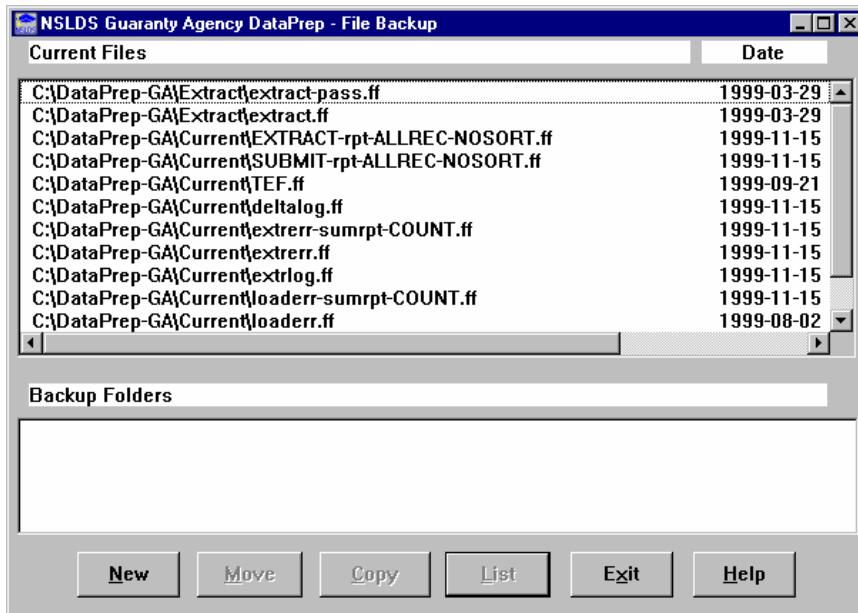 NSLDS Guaranty Agency DataPrep - File Backup
Current Files Date
C:\DataPrep-GA\Extract\extract-pass.ff 1999-03-29
C:\DataPrep-GA\Extract\extract.ff 1999-03-29
C:\DataPrep-GA\Current\EXTRACT-rpt-ALLREC-NOSORT.ff 1999-11-15
C:\DataPrep-GA\Current\SUBMIT-rpt-ALLREC-NOSORT.ff 1999-11-15
C:\DataPrep-GA\Current\TEF.ff 1999-09-21
C:\DataPrep-GA\Current\deltalog.ff 1999-11-15
C:\DataPrep-GA\Current\extrerr-sumrpt-COUNT.ff 1999-11-15
C:\DataPrep-GA\Current\extrerr.ff 1999-11-15
C:\DataPrep-GA\Current\extrlog.ff 1999-11-15
C:\DataPrep-GA\Current\loaderr-sumrpt-COUNT.ff 1999-11-15
C:\DataPrep-GA\Current\loaderr.ff 1999-08-02
Backup Folders
New Move Copy List Exit Help